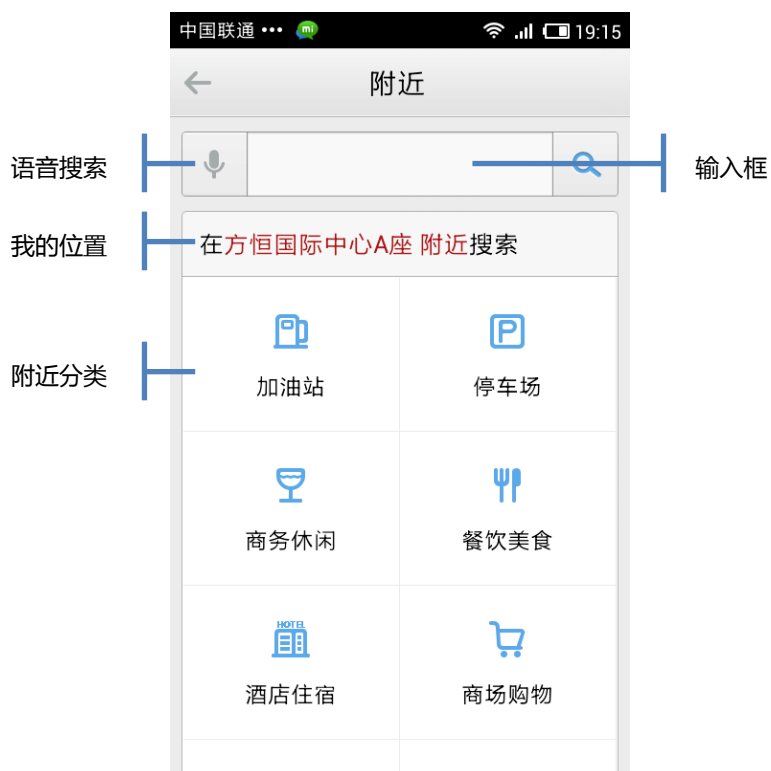 中国联通 ••• mi 19:15
附近
语音搜索
输入框
我的位置
在方恒国际中心A座 附近搜索
附近分类
P
加油站 停车场
商务休闲 餐饮美食
HOTEL
酒店住宿 商场购物